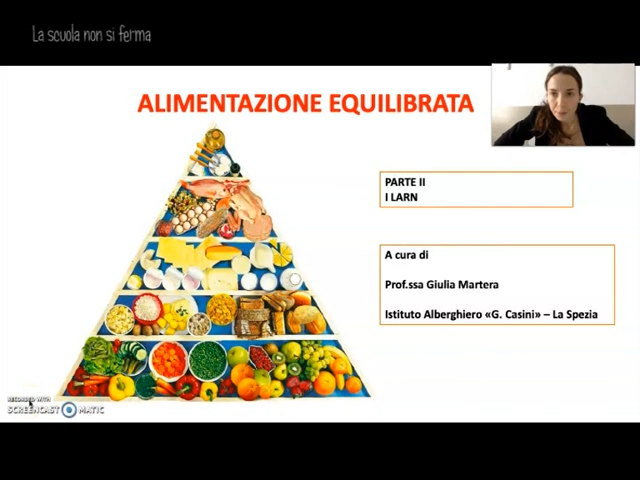 La scuola non si ferma
ALIMENTAZIONE EQUILIBRATA
PARTE II
I LARN
A cura di
Prof.ssa Giulia Martera
Istituto Alberghiero «G. Casini» – La Spezia
RECORDED WITH
SCREENCAST MATIC